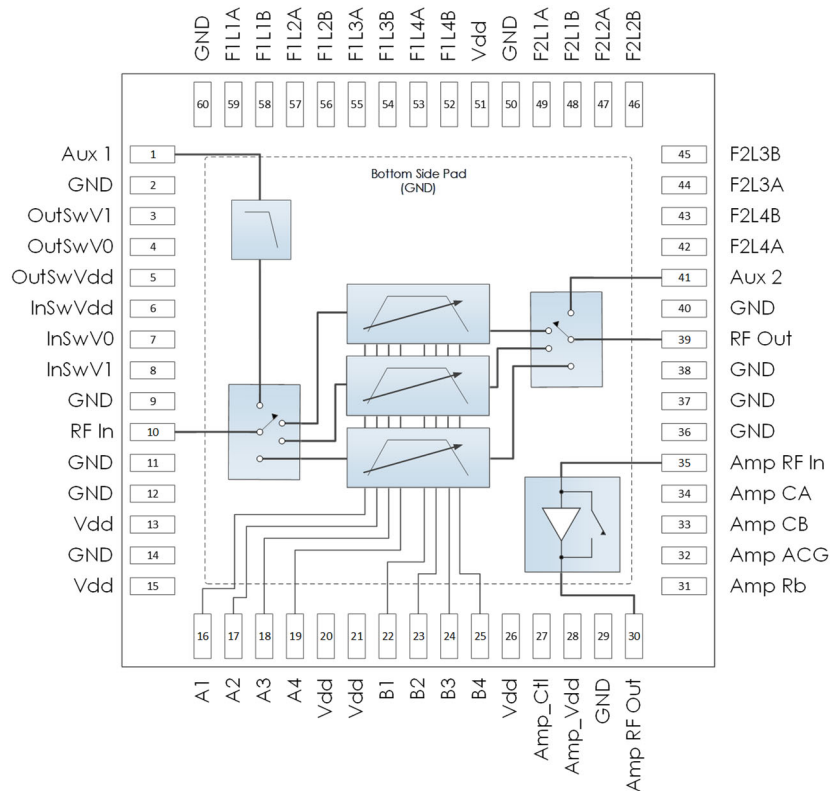 GND
F1L1A
F1L1B
F1L2A
F1L2B
F1L3A
F1L3B
F1L4A
F1L4B
Vdd
GND
F2L1A
F2L1B
F2L2A
F2L2B
60
59
58
57
56
55
54
53
52
51
50
49
48
47
46
Aux 1
1
GND
2
OutSwV1
3
OutSwV0
4
OutSwVdd
5
InSwVdd
6
InSwV0
7
InSwV1
8
GND
9
RF In
10
GND
11
GND
12
Vdd
13
GND
14
Vdd
15
Bottom Side Pad
(GND)
45
F2L3B
44
F2L3A
43
F2L4B
42
F2L4A
41
Aux 2
40
GND
39
RF Out
38
GND
37
GND
36
GND
35
Amp RF In
34
Amp CA
33
Amp CB
32
Amp ACG
31
Amp Rb
16
17
18
19
20
21
22
23
24
25
26
27
28
29
30
A1
A2
A3
A4
Vdd
Vdd
B1
B2
B3
B4
Vdd
Amp_Ctl
Amp_Vdd
GND
Amp RF Out